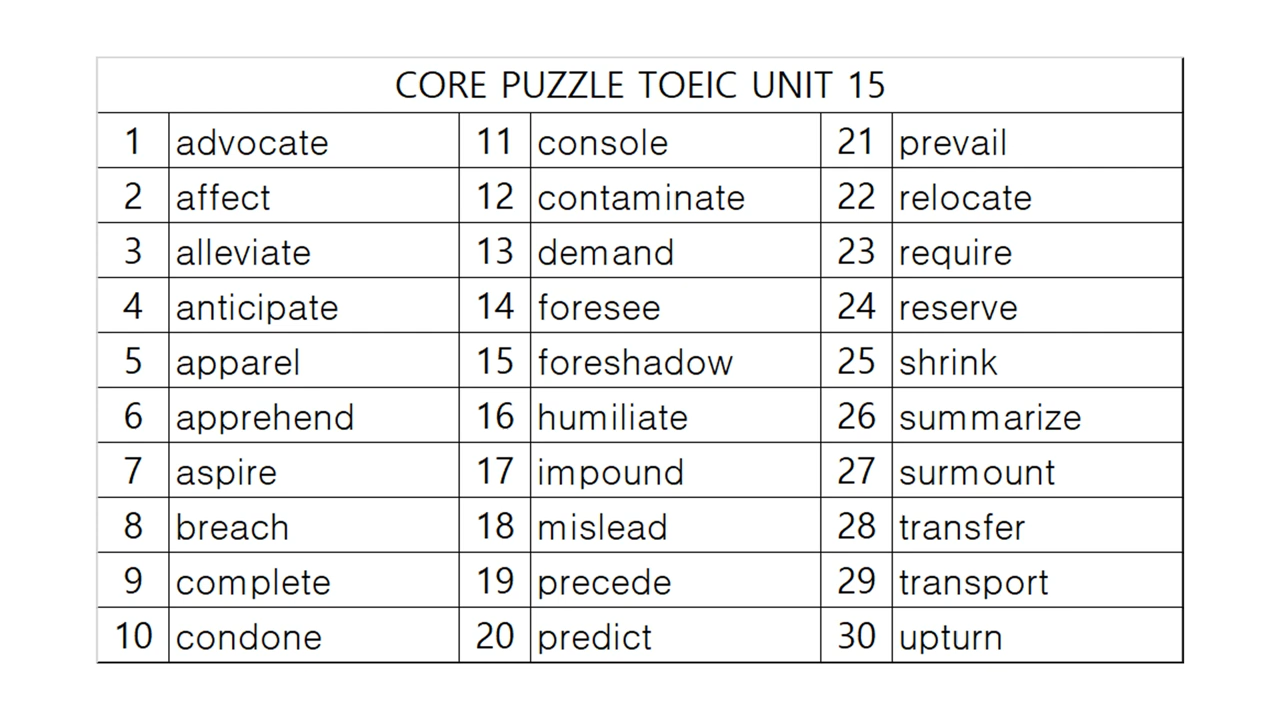 CORE PUZZLE TOEIC UNIT 15
1 advocate 11 console 21 prevail
2 affect 12 contaminate 22 relocate
3 alleviate 13 demand 23 require
4 anticipate 14 foresee 24 reserve
5 apparel 15 foreshadow 25 shrink
6 apprehend 16 humiliate 26 summarize
7 aspire 17 impound 27 surmount
8 breach 18 mislead 28 transfer
9 complete 19 precede 29 transport
10 condone 20 predict 30 upturn